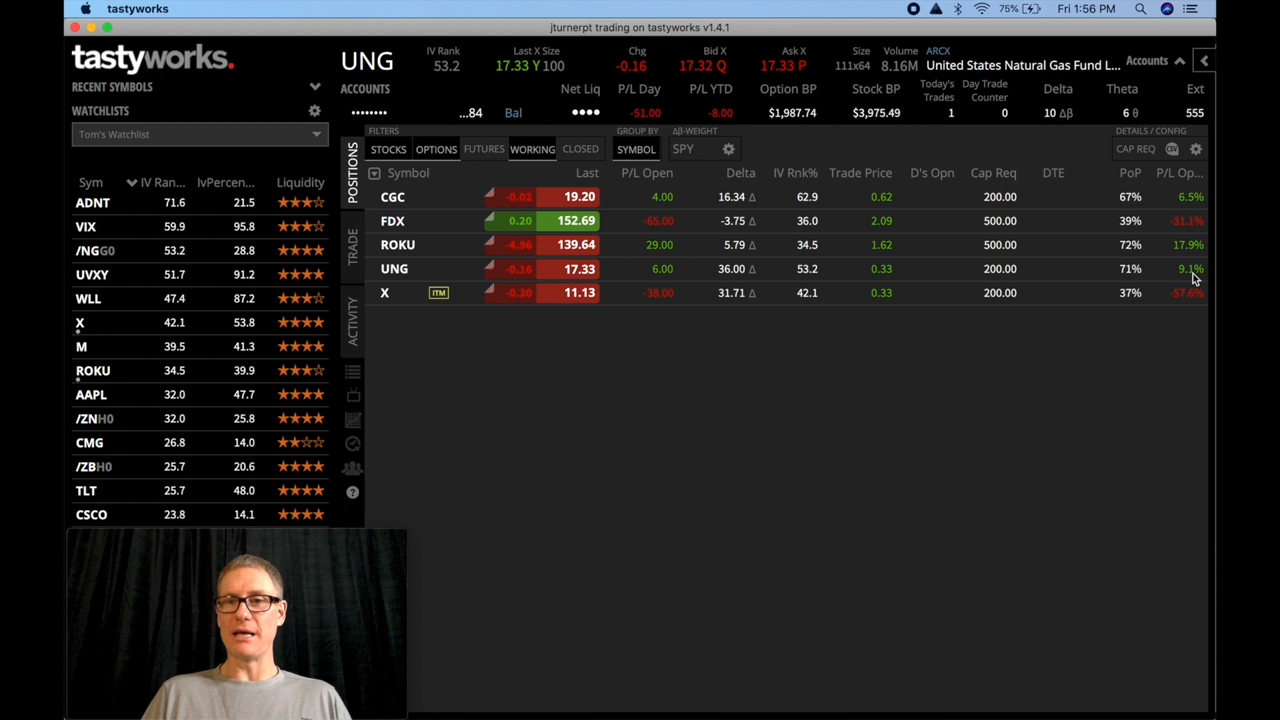 tastyworks
75%
Fri 1:56 PM
jturnerpt trading on tastyworks v1.4.1
tastyworks.
RECENT SYMBOLS
WATCHLISTS
Tom's Watchlist
Sym IV Ran... IvPercen... Liquidity
ADNT 71.6 21.5
VIX 59.9 95.8
/NGG0 53.2 28.8
UVXY 51.7 91.2
WLL 47.4 87.2
X 42.1 53.8
M 39.5 41.3
ROKU 34.5 39.9
AAPL 32.0 47.7
/ZNH0 32.0 25.8
CMG 26.8 14.0
/ZBH0 25.7 20.6
TLT 25.7 48.0
CSCO 23.8 14.1
UNG
IV Rank Last X Size Chg Bid X Ask X Size Volume ARCX
53.2 17.33 Y 100 -0.16 17.32 Q 17.33 P 111x64 8.16M United States Natural Gas Fund L...
Accounts
ACCOUNTS Net Liq P/L Day P/L YTD Option BP Stock BP Today's Trades Day Trade Counter Delta Theta Ext
...84 Bal -51.00 -8.00 $1,987.74 $3,975.49 1 0 10 Δβ 6 θ 555
FILTERS GROUP BY Δβ-WEIGHT DETAILS / CONFIG
STOCKS OPTIONS FUTURES WORKING CLOSED SYMBOL SPY CAP REQ CSV
POSITIONS
TRADE
ACTIVITY
Symbol Last P/L Open Delta IV Rnk% Trade Price D's Opn Cap Req DTE PoP P/L Op...
CGC -0.02 19.20 4.00 16.34 Δ 62.9 0.62 200.00 67% 6.5%
FDX 0.20 152.69 -65.00 -3.75 Δ 36.0 2.09 500.00 39% -31.1%
ROKU -4.96 139.64 29.00 5.79 Δ 34.5 1.62 500.00 72% 17.9%
UNG -0.16 17.33 6.00 36.00 Δ 53.2 0.33 200.00 71% 9.1%
X ITM -0.30 11.13 -38.00 31.71 Δ 42.1 0.33 200.00 37% -57.6%